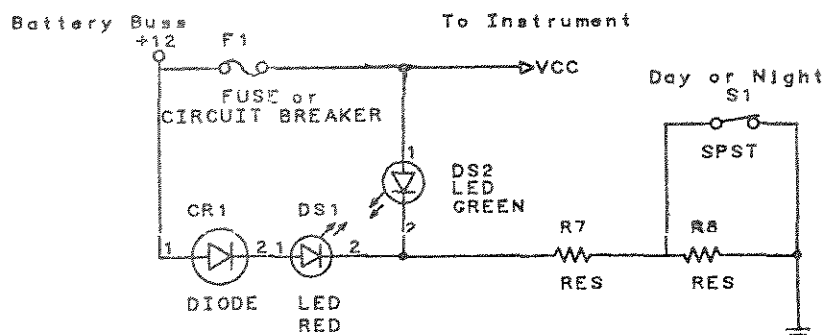 Battery Buss
+12
F1
To Instrument
VCC
FUSE or
CIRCUIT BREAKER
Day or Night
S1
SPST
1
DS2
LED
GREEN
2
CR1
DS1
1
2
1
2
R7
R8
DIODE
LED
RED
RES
RES